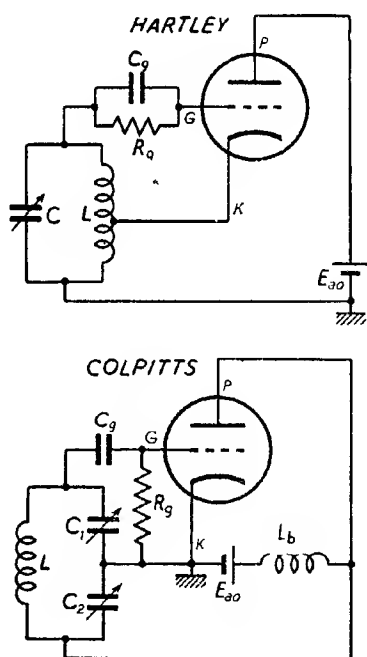 HARTLEY
P
C_g
G
R_g
C
L
K
E_ao
COLPITTS
P
C_g
G
R_g
C_1
L
K
L_b
C_2
E_ao